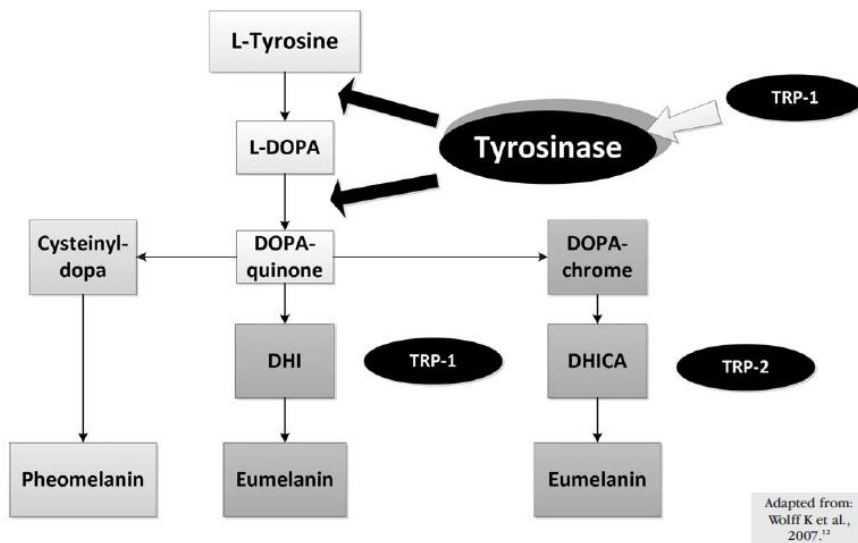 L-Tyrosine
TRP-1
L-DOPA
Tyrosinase
Cysteinyl-
dopa
DOPA-
quinone
DOPA-
chrome
DHI
TRP-1
DHICA
TRP-2
Pheomelanin
Eumelanin
Eumelanin
Adapted from:
Wolff K et al.,
2007.¹²